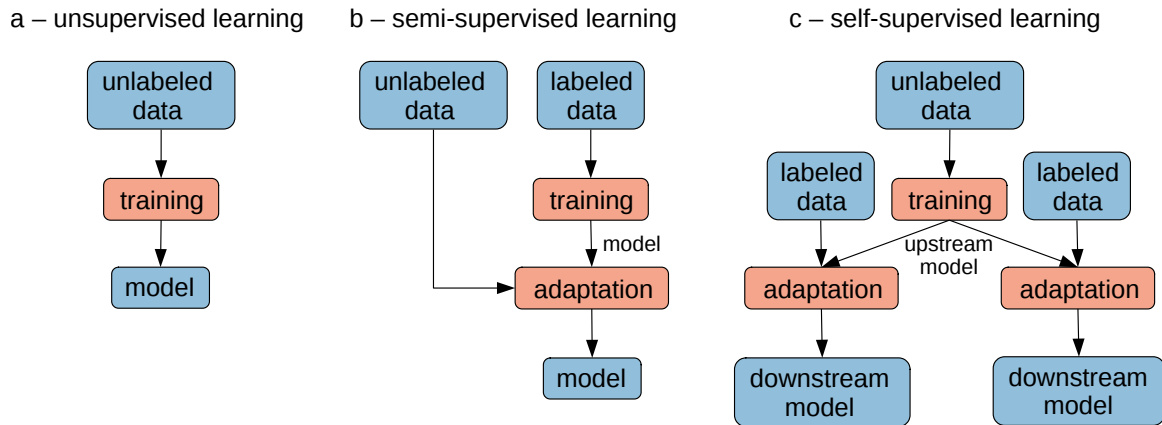 a – unsupervised learning
unlabeled
data
training
model
b – semi-supervised learning
unlabeled
data
labeled
data
training
model
adaptation
model
c – self-supervised learning
unlabeled
data
labeled
data
training
labeled
data
upstream
model
adaptation
adaptation
downstream
model
downstream
model